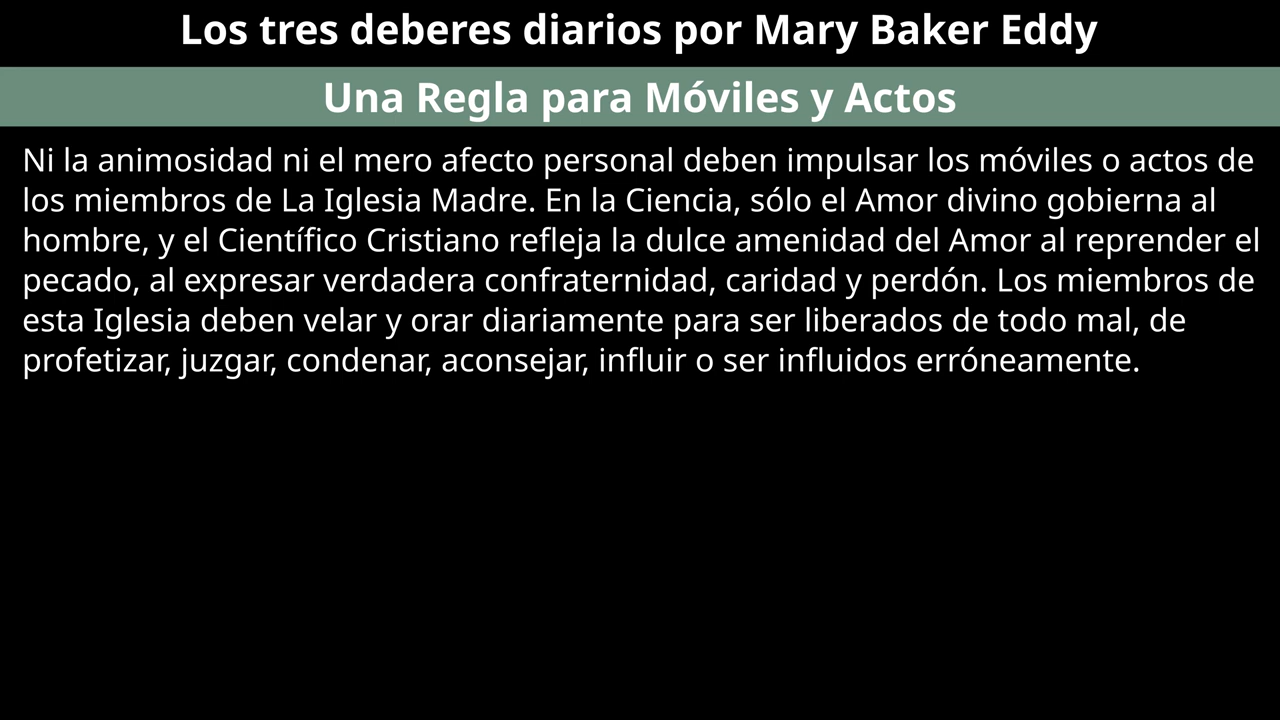 Los tres deberes diarios por Mary Baker Eddy
Una Regla para Móviles y Actos
Ni la animosidad ni el mero afecto personal deben impulsar los móviles o actos de
los miembros de La Iglesia Madre. En la Ciencia, sólo el Amor divino gobierna al
hombre, y el Científico Cristiano refleja la dulce amenidad del Amor al reprender el
pecado, al expresar verdadera confraternidad, caridad y perdón. Los miembros de
esta Iglesia deben velar y orar diariamente para ser liberados de todo mal, de
profetizar, juzgar, condenar, aconsejar, influir o ser influidos erróneamente.